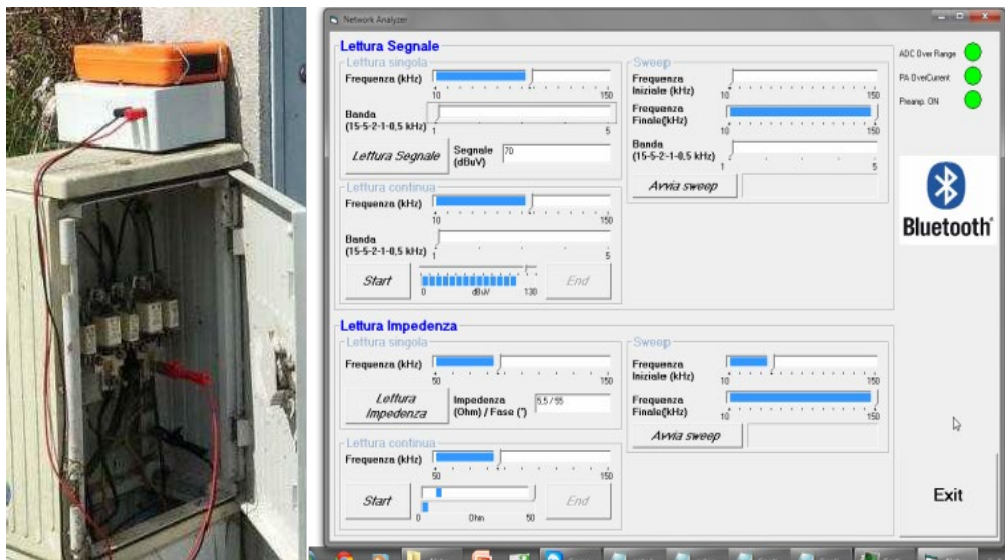 Network Analyzer
Lettura Segnale
Lettura singola
Frequenza (kHz)
10 150
Banda
(15-5-2-1-0,5 kHz)
1 5
Lettura Segnale
Segnale
(dBuV)
70
Lettura continua
Frequenza (kHz)
10 150
Banda
(15-5-2-1-0,5 kHz)
1 5
Start
0 dBuV 130
End
Sweep
Frequenza
Iniziale (kHz)
10 150
Frequenza
Finale(kHz)
10 150
Banda
(15-5-2-1-0.5 kHz)
1 5
Avvia sweep
ADC Over Range
PA OverCurrent
Preamp. ON
Bluetooth
Lettura Impedenza
Lettura singola
Frequenza (kHz)
50 150
Lettura
Impedenza
Impedenza
(Ohm) / Fase (°)
5,5 / 55
Lettura continua
Frequenza (kHz)
50 150
Start
0 Ohm 50
End
Sweep
Frequenza
Iniziale (kHz)
10 150
Frequenza
Finale(kHz)
10 150
Avvia sweep
Exit